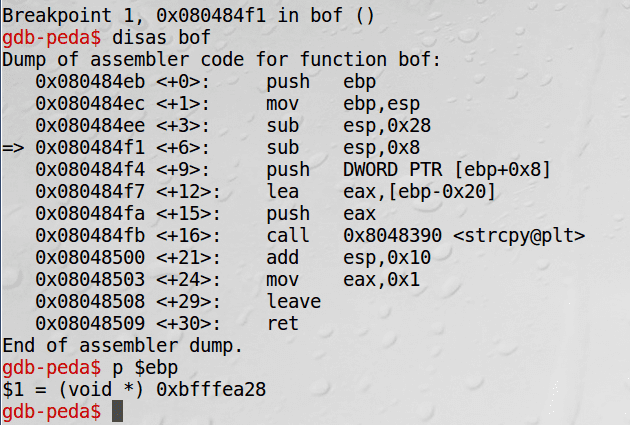 Breakpoint 1, 0x080484f1 in bof ()
gdb-peda$ disas bof
Dump of assembler code for function bof:
   0x080484eb <+0>:     push   ebp
   0x080484ec <+1>:     mov    ebp,esp
   0x080484ee <+3>:     sub    esp,0x28
=> 0x080484f1 <+6>:     sub    esp,0x8
   0x080484f4 <+9>:     push   DWORD PTR [ebp+0x8]
   0x080484f7 <+12>:    lea    eax,[ebp-0x20]
   0x080484fa <+15>:    push   eax
   0x080484fb <+16>:    call   0x8048390 <strcpy@plt>
   0x08048500 <+21>:    add    esp,0x10
   0x08048503 <+24>:    mov    eax,0x1
   0x08048508 <+29>:    leave
   0x08048509 <+30>:    ret
End of assembler dump.
gdb-peda$ p $ebp
$1 = (void *) 0xbfffea28
gdb-peda$